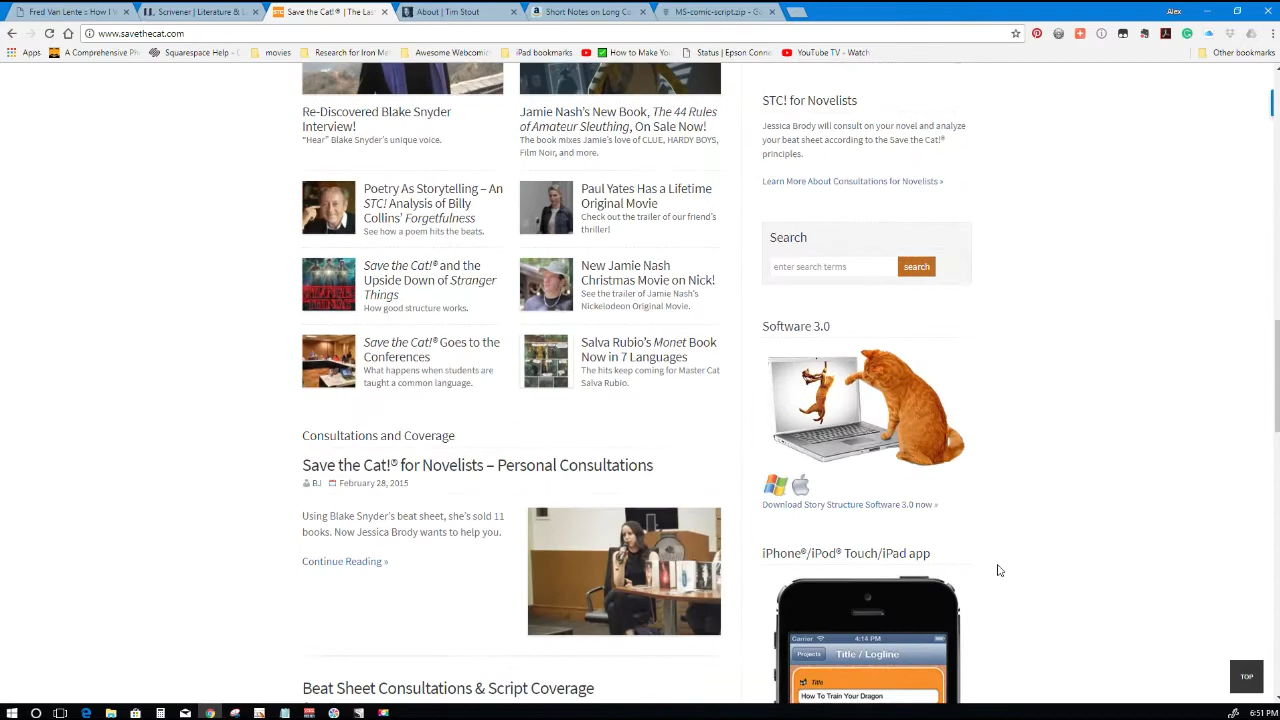 Fred Van Lente: How I W
Scrivener | Literature & L
Save the Cat!® | The Las
About | Tim Stout
Short Notes on Long Co
MS-comic-script.zip - Go
Alex
www.savethecat.com
Apps
A Comprehensive Ph
Squarespace Help - C
movies
Research for Iron Me
Awesome Webcomic
iPad bookmarks
How to Make You
Status | Epson Conn
YouTube TV - Watch
Other bookmarks
Re-Discovered Blake Snyder
Interview!
"Hear" Blake Snyder's unique voice.
Jamie Nash's New Book, The 44 Rules
of Amateur Sleuthing, On Sale Now!
The book mixes Jamie's love of CLUE, HARDY BOYS,
Film Noir, and more.
Poetry As Storytelling – An
STC! Analysis of Billy
Collins' Forgetfulness
See how a poem hits the beats.
Paul Yates Has a Lifetime
Original Movie
Check out the trailer of our friend's
thriller!
Save the Cat!® and the
Upside Down of Stranger
Things
How good structure works.
New Jamie Nash
Christmas Movie on Nick!
See the trailer of Jamie Nash's
Nickelodeon Original Movie.
Save the Cat!® Goes to the
Conferences
What happens when students are
taught a common language.
Salva Rubio's Monet Book
Now in 7 Languages
The hits keep coming for Master Cat
Salva Rubio.
Consultations and Coverage
Save the Cat!® for Novelists – Personal Consultations
BJ February 28, 2015
Using Blake Snyder's beat sheet, she's sold 11
books. Now Jessica Brody wants to help you.
Continue Reading »
Beat Sheet Consultations & Script Coverage
STC! for Novelists
Jessica Brody will consult on your novel and analyze
your beat sheet according to the Save the Cat!®
principles.
Learn More About Consultations for Novelists »
Search
enter search terms
search
Software 3.0
Download Story Structure Software 3.0 now »
iPhone®/iPod® Touch/iPad app
Carrier 4:14 PM
Projects Title / Logline
Title
How To Train Your Dragon
TOP
6:51 PM